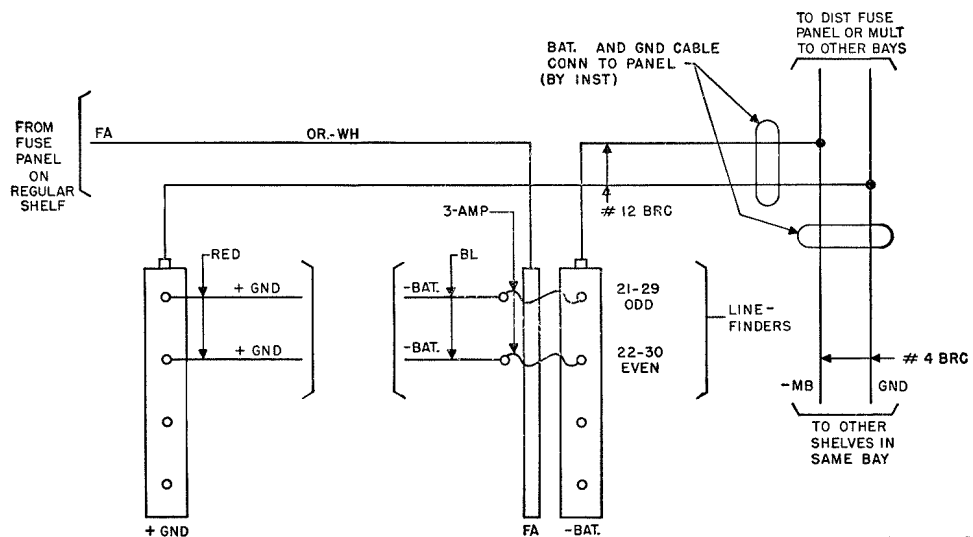 TO DIST FUSE
PANEL OR MULT
TO OTHER BAYS
BAT. AND GND CABLE
CONN TO PANEL
(BY INST)
FROM
FUSE
PANEL
ON
REGULAR
SHELF
FA
OR.-WH
# 12 BRC
3-AMP
RED
BL
+ GND
-BAT.
21-29
ODD
LINE-
FINDERS
+ GND
-BAT.
22-30
EVEN
# 4 BRC
-MB
GND
TO OTHER
SHELVES IN
SAME BAY
+ GND
FA
-BAT.